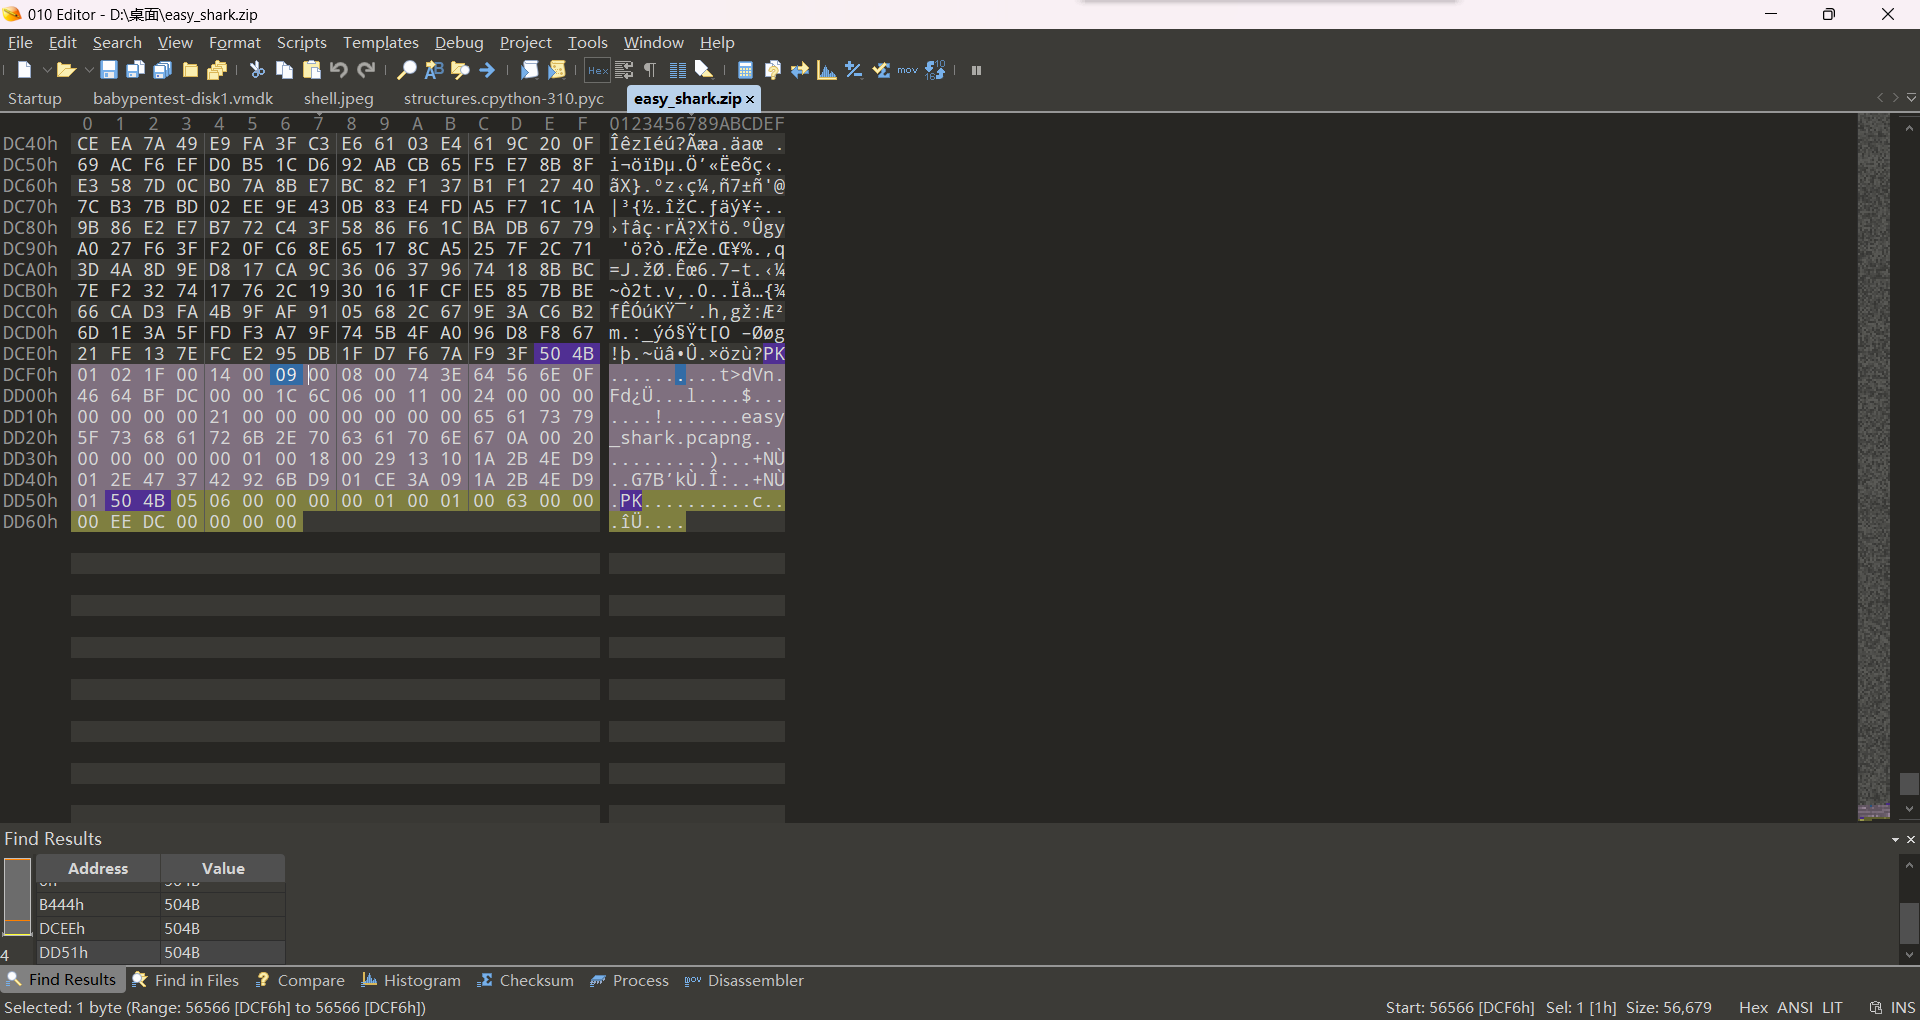 010 Editor - D:\桌面\easy_shark.zip
File Edit Search View Format Scripts Templates Debug Project Tools Window Help
Startup babypentest-disk1.vmdk shell.jpeg structures.cpython-310.pyc easy_shark.zip
0 1 2 3 4 5 6 7 8 9 A B C D E F 0123456789ABCDEF
DC40h CE EA 7A 49 E9 FA 3F C3 E6 61 03 E4 61 9C 20 0F ÎêzIéú?Ãæa.äaœ .
DC50h 69 AC F6 EF D0 B5 1C D6 92 AB CB 65 F5 E7 8B 8F i¬öïÐµ.Ö’«Ëeõç‹.
DC60h E3 58 7D 0C B0 7A 8B E7 BC 82 F1 37 B1 F1 27 40 ãX}.°z‹ç¼‚ñ7±ñ'@
DC70h 7C B3 7B BD 02 EE 9E 43 0B 83 E4 FD A5 F7 1C 1A |³{½.îžC.ƒäý¥÷..
DC80h 9B 86 E2 E7 B7 72 C4 3F 58 86 F6 1C BA DB 67 79 ›†âç·rÄ?X†ö.ºÛgy
DC90h A0 27 F6 3F F2 0F C6 8E 65 17 8C A5 25 7F 2C 71 'ö?ò.ÆŽe.Œ¥%.,q
DCA0h 3D 4A 8D 9E D8 17 CA 9C 36 06 37 96 74 18 8B BC =J.žØ.Êœ6.7–t.‹¼
DCB0h 7E F2 32 74 17 76 2C 19 30 16 1F CF E5 85 7B BE ~ò2t.v,.0..Ïå…{¾
DCC0h 66 CA D3 FA 4B 9F AF 91 05 68 2C 67 9E 3A C6 B2 fÊÓúKŸ¯‘.h,gž:Æ²
DCD0h 6D 1E 3A 5F FD F3 A7 9F 74 5B 4F A0 96 D8 F8 67 m.:_ýó§Ÿt[O –Øøg
DCE0h 21 FE 13 7E FC E2 95 DB 1F D7 F6 7A F9 3F 50 4B !þ.~üâ•Û.×özù?PK
DCF0h 01 02 1F 00 14 00 09 00 08 00 74 3E 64 56 6E 0F ..........t>dVn.
DD00h 46 64 BF DC 00 00 1C 6C 06 00 11 00 24 00 00 00 Fd¿Ü...l....$...
DD10h 00 00 00 00 21 00 00 00 00 00 00 00 65 61 73 79 ....!.......easy
DD20h 5F 73 68 61 72 6B 2E 70 63 61 70 6E 67 0A 00 20 _shark.pcapng..
DD30h 00 00 00 00 00 01 00 18 00 29 13 10 1A 2B 4E D9 .........)...+NÙ
DD40h 01 2E 47 37 42 92 6B D9 01 CE 3A 09 1A 2B 4E D9 ..G7B’kÙ.Î:..+NÙ
DD50h 01 50 4B 05 06 00 00 00 00 01 00 01 00 63 00 00 .PK..........c..
DD60h 00 EE DC 00 00 00 00 .îÜ....
Find Results
Address Value
B444h 504B
DCEEh 504B
4 DD51h 504B
Find Results Find in Files Compare Histogram Checksum Process Disassembler
Selected: 1 byte (Range: 56566 [DCF6h] to 56566 [DCF6h]) Start: 56566 [DCF6h] Sel: 1 [1h] Size: 56,679 Hex ANSI LIT INS